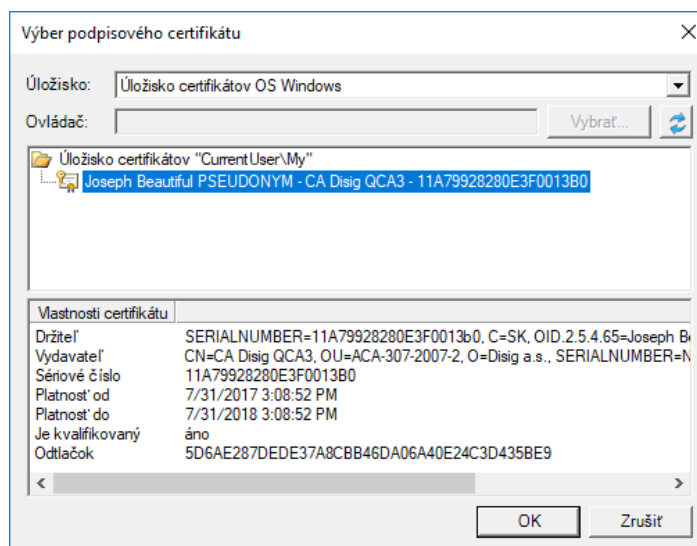 Výber podpisového certifikátu
Úložisko: Úložisko certifikátov OS Windows
Ovládač: Vybrať...
Úložisko certifikátov "CurrentUser\My"
Joseph Beautiful PSEUDONYM - CA Disig QCA3 - 11A79928280E3F0013B0
Vlastnosti certifikátu
Držiteľ SERIALNUMBER=11A79928280E3F0013b0, C=SK, OID.2.5.4.65=Joseph Be
Vydavateľ CN=CA Disig QCA3, OU=ACA-307-2007-2, O=Disig a.s., SERIALNUMBER=N
Sériové číslo 11A79928280E3F0013B0
Platnosť od 7/31/2017 3:08:52 PM
Platnosť do 7/31/2018 3:08:52 PM
Je kvalifikovaný áno
Odtlačok 5D6AE287DEDE37A8CBB46DA06A40E24C3D435BE9
OK Zrušiť